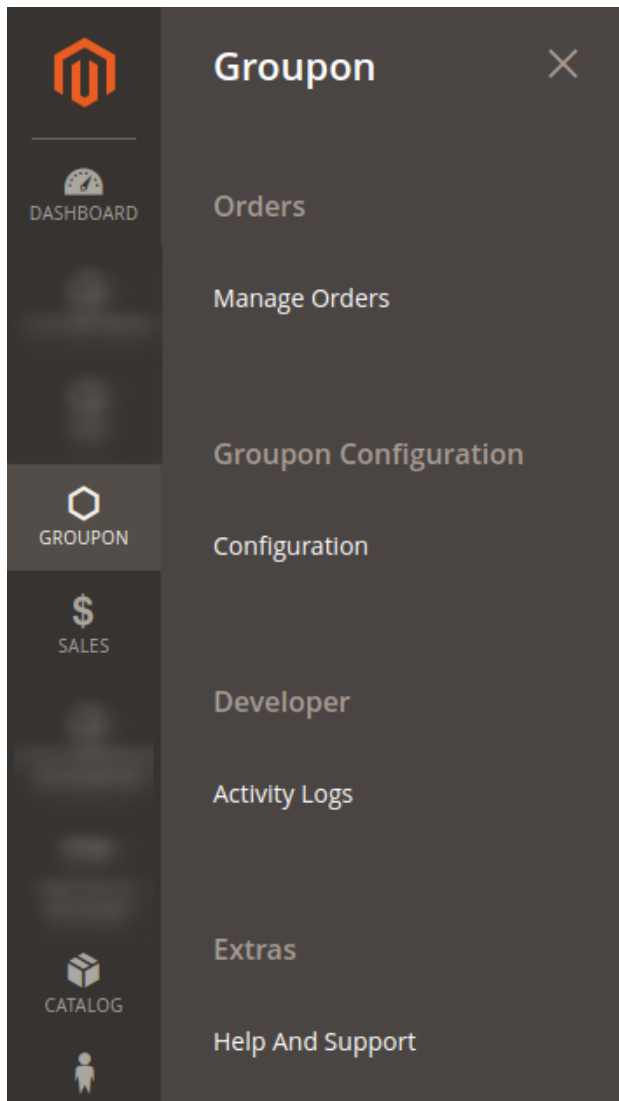 Groupon
DASHBOARD
GROUPON
$
SALES
CATALOG
Orders
Manage Orders
Groupon Configuration
Configuration
Developer
Activity Logs
Extras
Help And Support